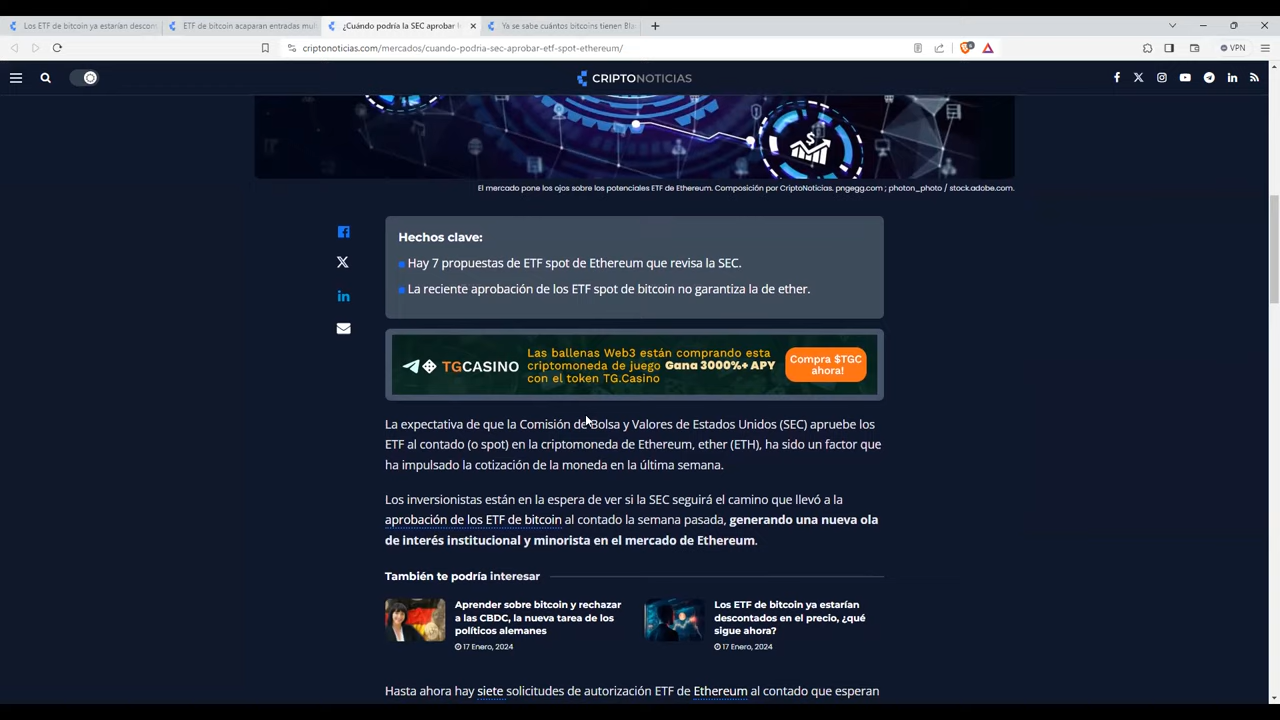 Los ETF de bitcoin ya estarían descon
ETF de bitcoin acaparan entradas mul
¿Cuándo podría la SEC aprobar l
Ya se sabe cuántos bitcoins tienen Bla
criptonoticias.com/mercados/cuando-podria-sec-aprobar-etf-spot-ethereum/
VPN
CRIPTONOTICIAS
El mercado pone los ojos sobre los potenciales ETF de Ethereum. Composición por CriptoNoticias. pngegg.com ; photon_photo / stock.adobe.com.
Hechos clave:
Hay 7 propuestas de ETF spot de Ethereum que revisa la SEC.
La reciente aprobación de los ETF spot de bitcoin no garantiza la de ether.
TGCASINO
Las ballenas Web3 están comprando esta
criptomoneda de juego Gana 3000%+ APY
con el token TG.Casino
Compra $TGC
ahora!
La expectativa de que la Comisión de Bolsa y Valores de Estados Unidos (SEC) apruebe los
ETF al contado (o spot) en la criptomoneda de Ethereum, ether (ETH), ha sido un factor que
ha impulsado la cotización de la moneda en la última semana.
Los inversionistas están en la espera de ver si la SEC seguirá el camino que llevó a la
aprobación de los ETF de bitcoin al contado la semana pasada, generando una nueva ola
de interés institucional y minorista en el mercado de Ethereum.
También te podría interesar
Aprender sobre bitcoin y rechazar
a las CBDC, la nueva tarea de los
políticos alemanes
17 Enero, 2024
Los ETF de bitcoin ya estarían
descontados en el precio, ¿qué
sigue ahora?
17 Enero, 2024
Hasta ahora hay siete solicitudes de autorización ETF de Ethereum al contado que esperan